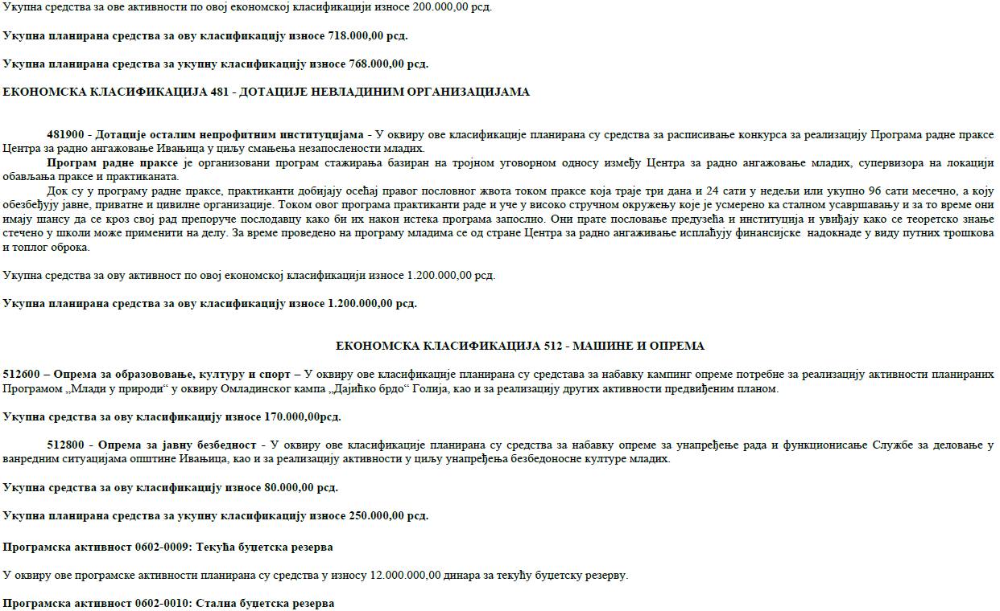 Укупна средства за ове активности по овој економској класификацији износе 200.000,00 рсд.
Укупна планирана средства за ову класификацију износе 718.000,00 рсд.
Укупна планирана средства за укупну класификацију износе 768.000,00 рсд.
ЕКОНОМСКА КЛАСИФИКАЦИЈА 481 - ДОТАЦИЈЕ НЕВЛАДИНИМ ОРГАНИЗАЦИЈАМА
481900 - Дотације осталим непрофитним институцијама - У оквиру ове класификације планирана су средства за расписивање конкурса за реализацију Програма радне праксе
Центра за радно ангажовање Ивањица у циљу смањења незапослености младих.
Програм радне праксе је организовани програм стажирања базиран на тројном уговорном односу између Центра за радно ангажовање младих, супервизора на локацији
обављања праксе и практиканата.
Док су у програму радне праксе, практиканти добијају осећај правог пословног жвота током праксе која траје три дана и 24 сати у недељи или укупно 96 сати месечно, а коју
обезбеђују јавне, приватне и цивилне организације. Током овог програма практиканти раде и уче у високо стручном окружењу које је усмерено ка сталном усавршавању и за то време они
имају шансу да се кроз свој рад препоруче послодавцу како би их након истека програма запослио. Они прате пословање предузећа и институција и увиђају како се теоретско знање
стечено у школи може применити на делу. За време проведено на програму младима се од стране Центра за радно ангаживање исплаћују финансијске  надокнаде у виду путних трошкова
и топлог оброка.
Укупна средства за ову активност по овој економској класификацији износе 1.200.000,00 рсд.
Укупна планирана средства за ову класификацију износе 1.200.000,00 рсд.
ЕКОНОМСКА КЛАСИФИКАЦИЈА 512 - МАШИНЕ И ОПРЕМА
512600 – Опрема за образововање, културу и спорт – У оквиру ове класификације планирана су средстава за набавку кампинг опреме потребне за реализацију активности планираних
Програмом „Млади у природи“ у оквиру Омладинског кампа „Дајићко брдо“ Голија, као и за реализацију других активности предвиђеним планом.
Укупна средства за ову класификацију износе 170.000,00рсд.
512800 - Опрема за јавну безбедност - У оквиру ове класификације планирана су средства за набавку опреме за унапређење рада и функционисање Службе за деловање у
ванредним ситуацијама општине Ивањица, као и за реализацију активности у циљу унапређења безбедоносне културе младих.
Укупна средства за ову класификацију износе 80.000,00 рсд.
Укупна планирана средства за укупну класификацију износе 250.000,00 рсд.
Програмска активност 0602-0009: Текућа буџетска резерва
У оквиру ове програмске активности планирана су средства у износу 12.000.000,00 динара за текућу буџетску резерву.
Програмска активност 0602-0010: Стална буџетска резерва